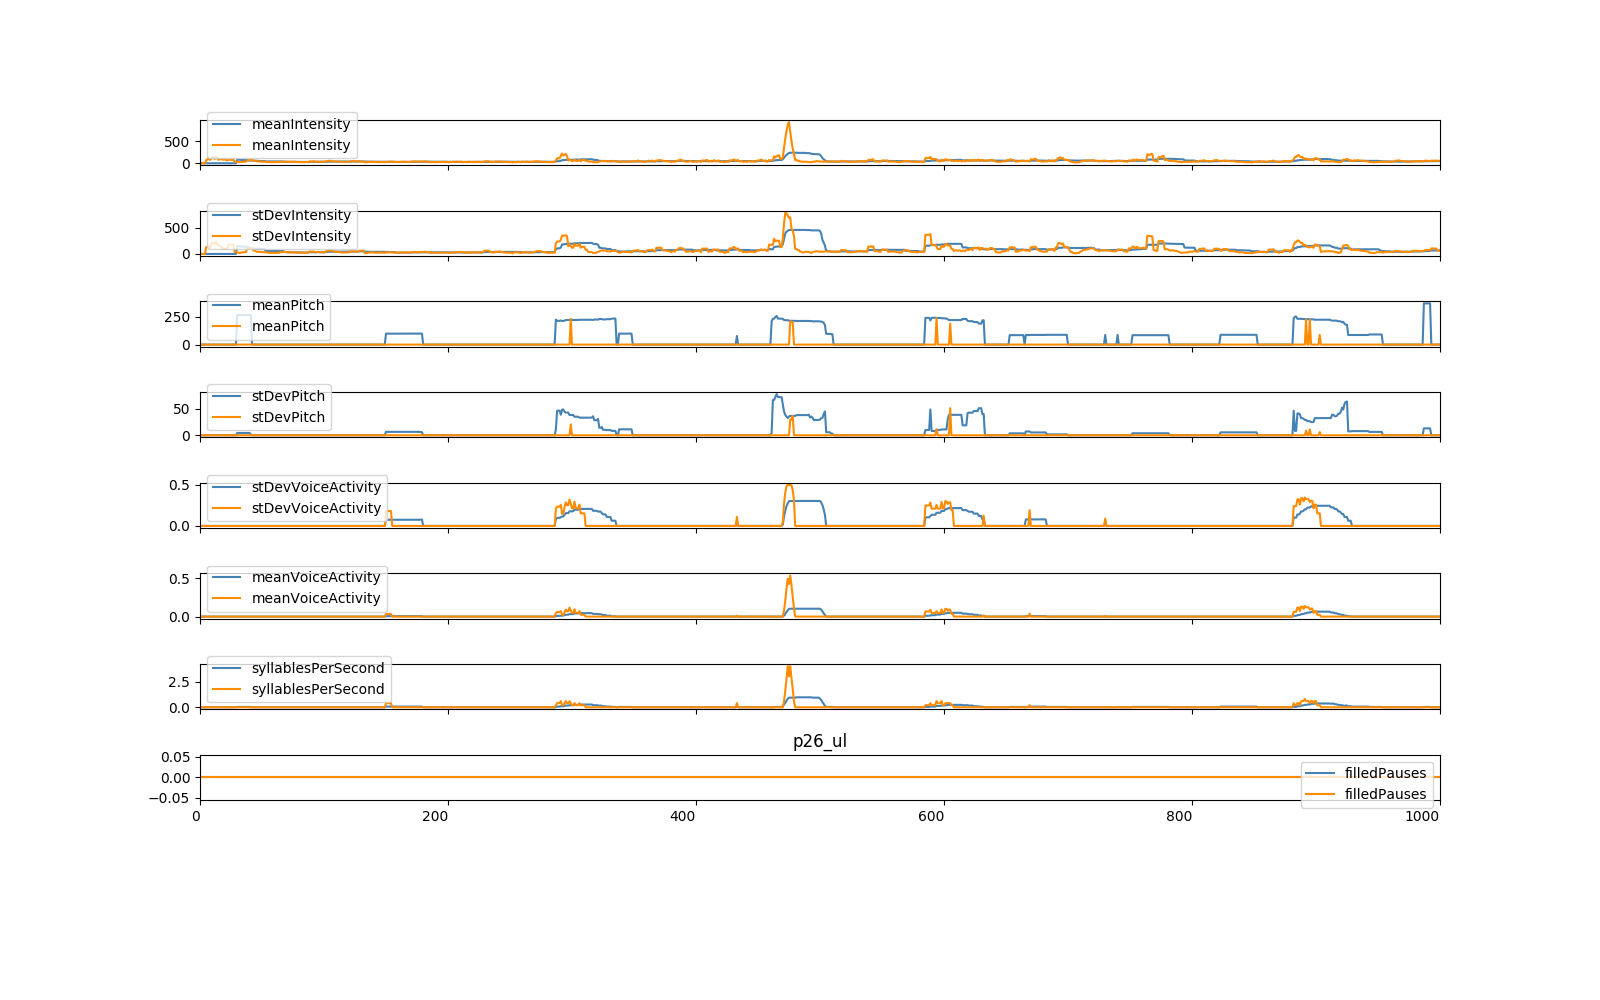 meanIntensity
meanIntensity
500
0
stDevIntensity
stDevIntensity
500
0
meanPitch
meanPitch
250
0
stDevPitch
stDevPitch
50
0
stDevVoiceActivity
stDevVoiceActivity
0.5
0.0
meanVoiceActivity
meanVoiceActivity
0.5
0.0
syllablesPerSecond
syllablesPerSecond
2.5
0.0
p26_ul
0.05
0.00
−0.05
filledPauses
filledPauses
0 200 400 600 800 1000